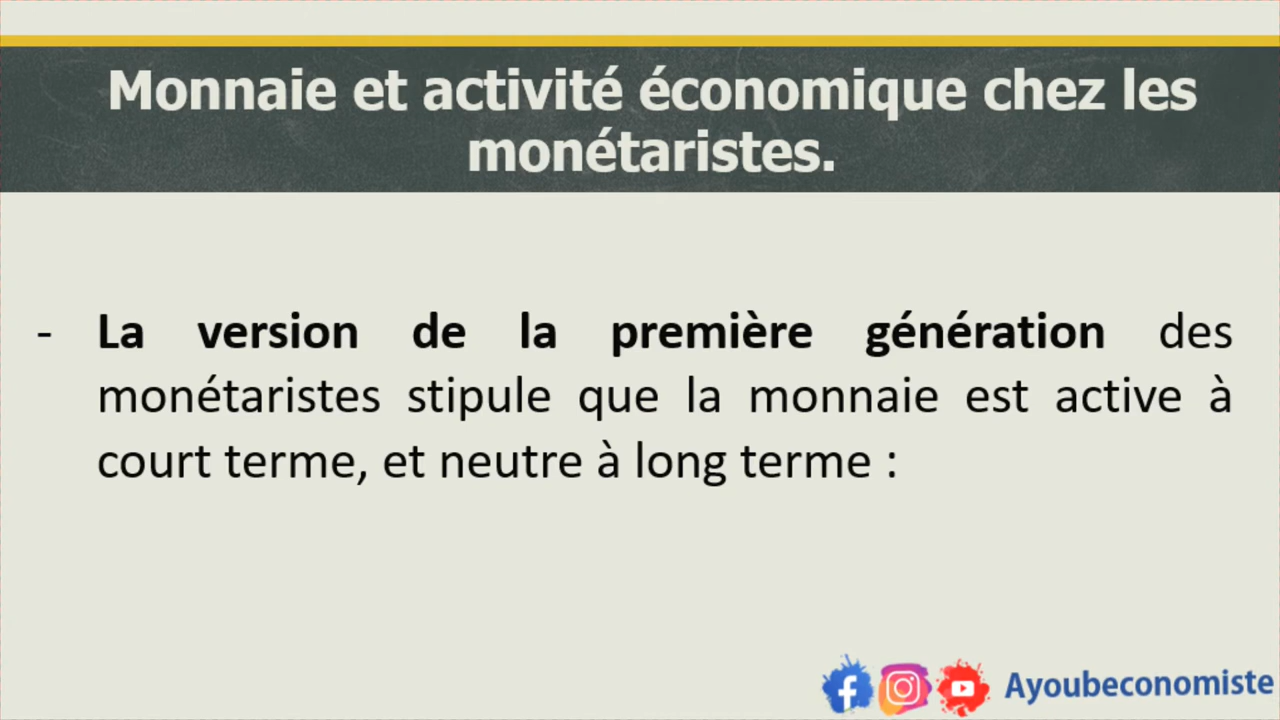 Monnaie et activité économique chez les
monétaristes.
- La version de la première génération des
monétaristes stipule que la monnaie est active à
court terme, et neutre à long terme :
Ayoubeconomiste